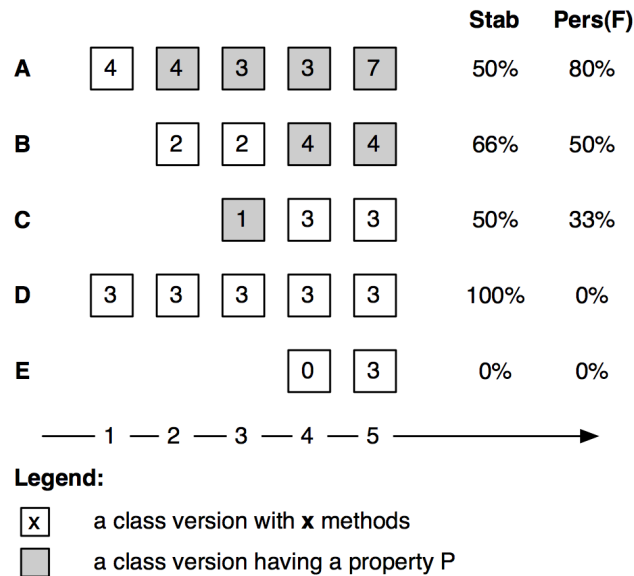 Stab Pers(F)
A 4 4 3 3 7 50% 80%
B 2 2 4 4 66% 50%
C 1 3 3 50% 33%
D 3 3 3 3 3 100% 0%
E 0 3 0% 0%
1 2 3 4 5
Legend:
x a class version with x methods
a class version having a property P